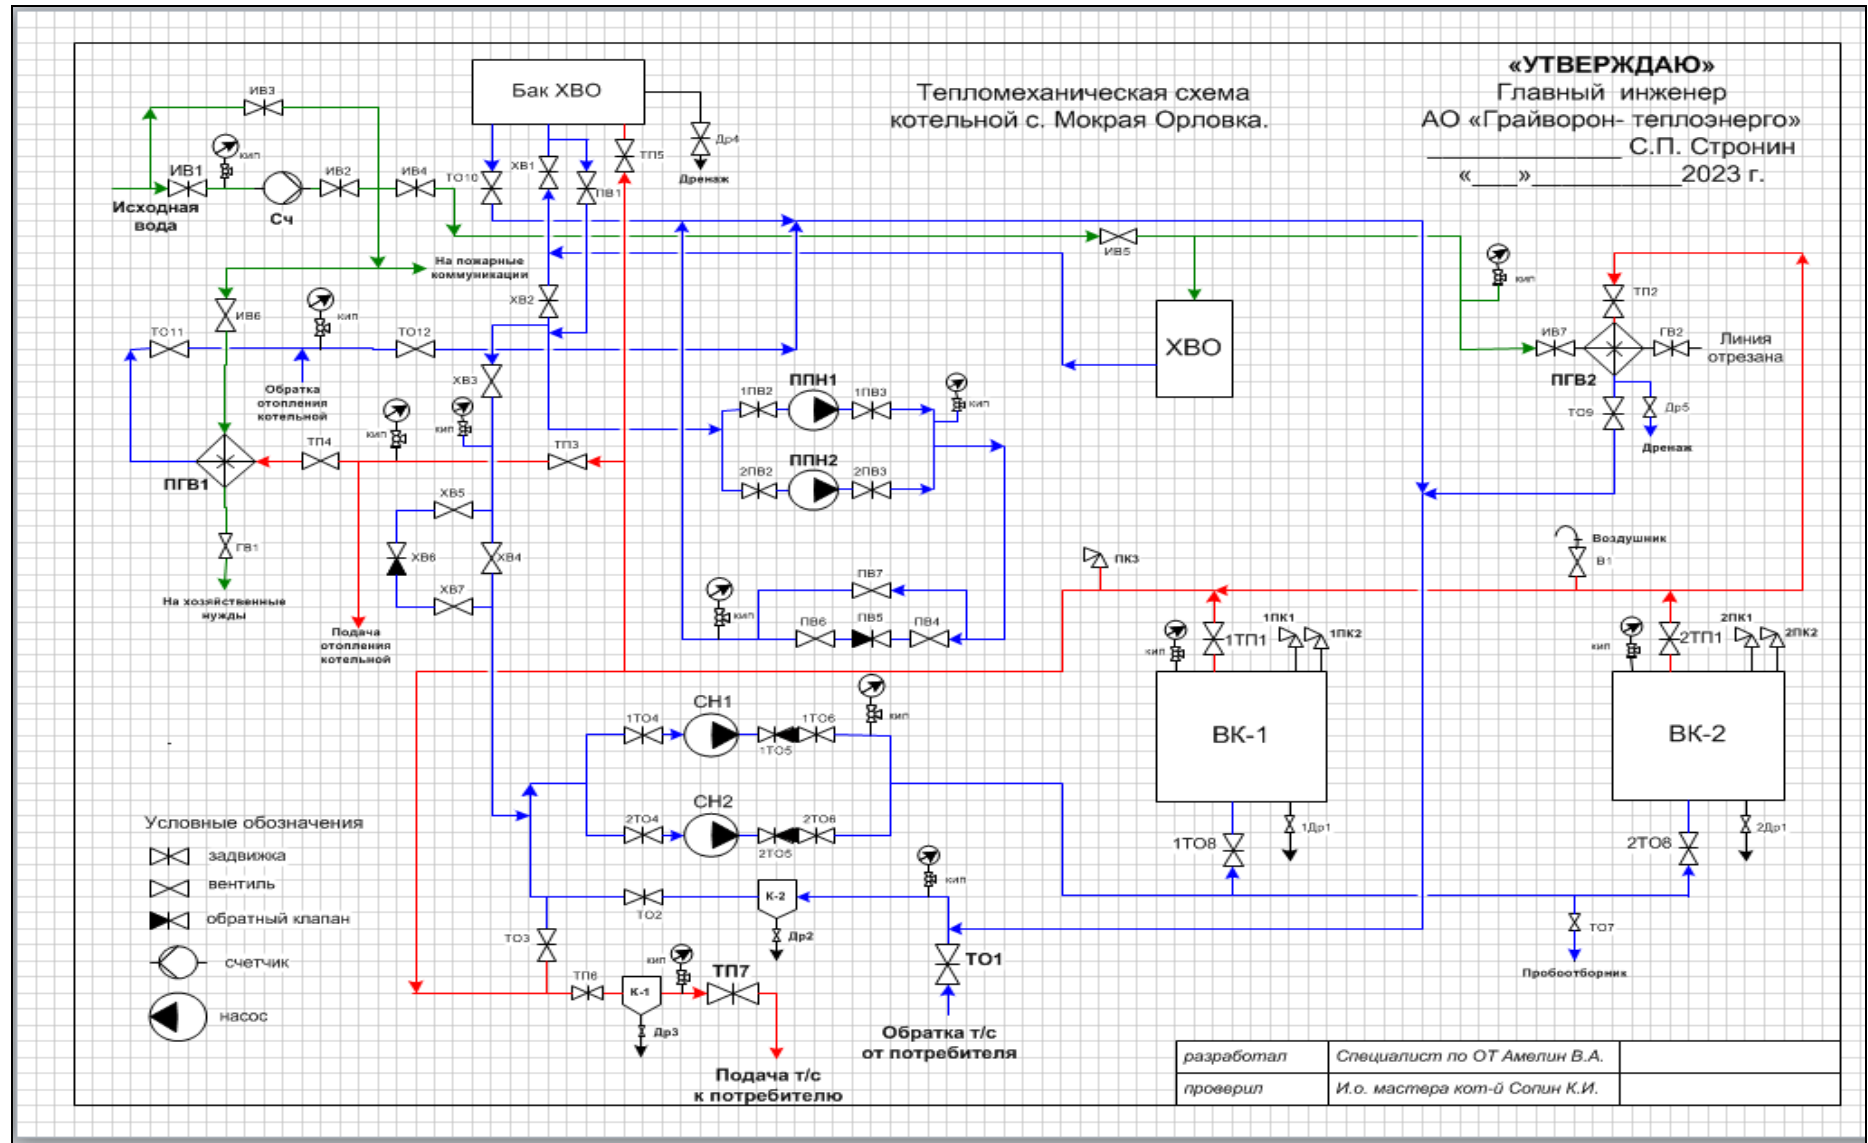 «УТВЕРЖДАЮ»
Главный инженер
АО «Грайворон- теплоэнерго»
______________ С.П. Стронин
«___»___________2023 г.
Тепломеханическая схема
котельной с. Мокрая Орловка.
Бак ХВО
ИВ3
кип
ИВ1
ИВ2
ИВ4
Сч
Исходная
вода
ТО10
ХВ1
ПВ1
ТП5
Др4
Дренаж
На пожарные
коммуникации
ИВ5
кип
ХВ2
ИВ6
кип
ТО11
ТО12
Обратка
отопления
котельной
ХВ3
ХВО
ТП2
ИВ7
ГВ2
Линия
отрезана
ПГВ2
ТО9
Др5
Дренаж
ППН1
1ПВ2
1ПВ3
кип
ППН2
2ПВ2
2ПВ3
кип
кип
ТП4
ТП3
ПГВ1
ХВ5
ХВ6
ХВ4
ХВ7
ГВ1
На хозяйственные
нужды
Подача
отопления
котельной
кип
ПВ7
ПВ6
ПВ5
ПВ4
ПК3
Воздушник
В1
кип
1ТП1
1ПК1
1ПК2
кип
2ТП1
2ПК1
2ПК2
ВК-1
ВК-2
СН1
1ТО4
1ТО5
1ТО6
кип
СН2
2ТО4
2ТО5
2ТО6
1ТО8
1Др1
2ТО8
2Др1
ТО7
Пробоотборник
кип
К-2
ТО2
Др2
ТО3
ТО1
ТП6
К-1
кип
ТП7
Др3
Обратка т/с
от потребителя
Подача т/с
к потребителю
Условные обозначения
задвижка
вентиль
обратный клапан
счетчик
насос
разработал Специалист по ОТ Амелин В.А.
проверил И.о. мастера кот-й Сопин К.И.